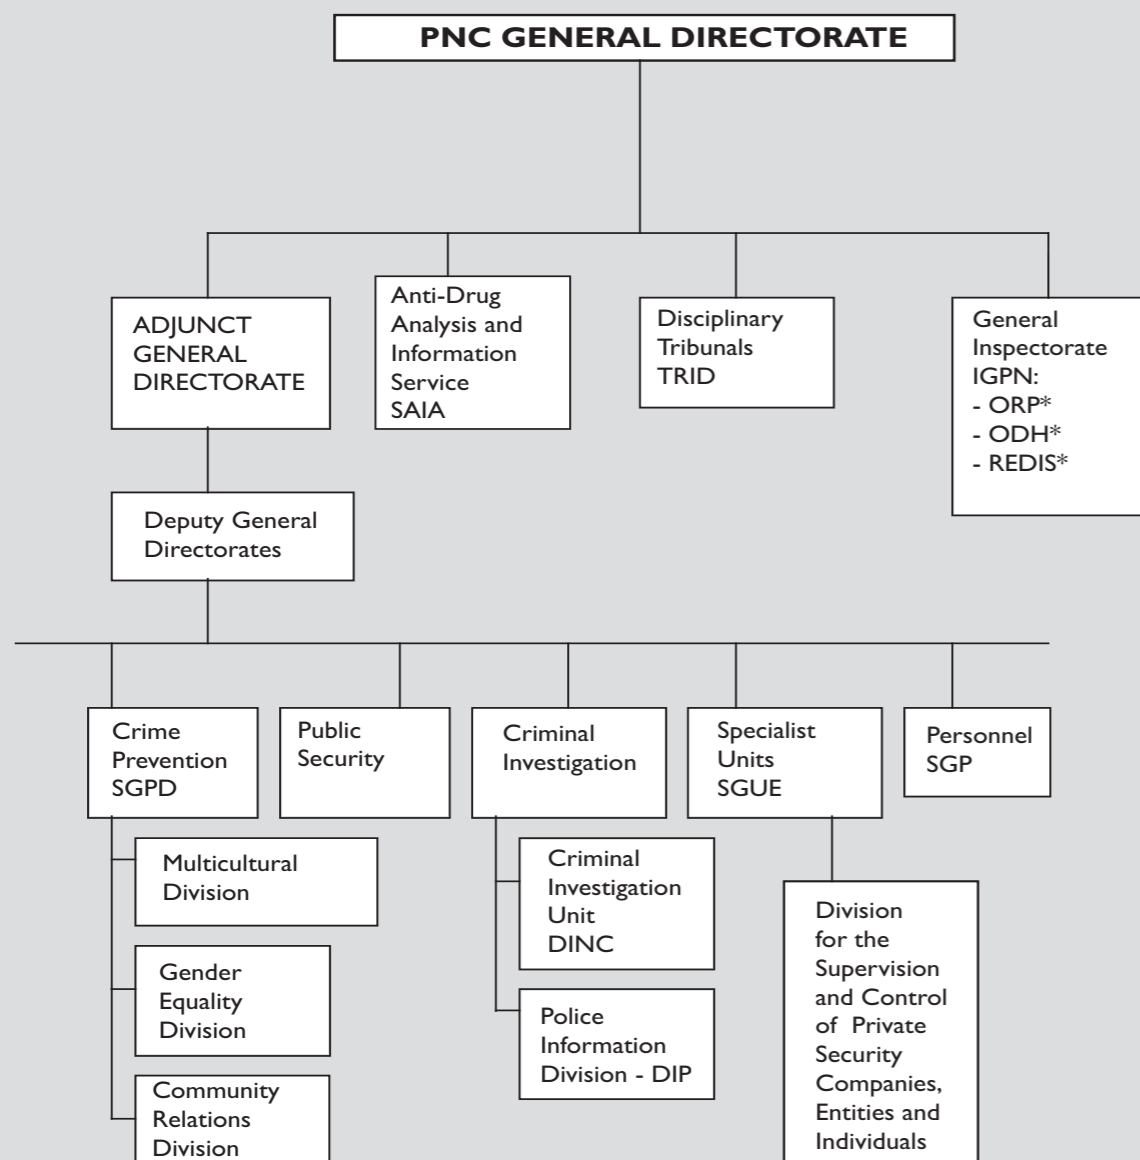 PNC GENERAL DIRECTORATE
ADJUNCT
GENERAL
DIRECTORATE
Anti-Drug
Analysis and
Information
Service
SAIA
Disciplinary
Tribunals
TRID
General
Inspectorate
IGPN:
- ORP*
- ODH*
- REDIS*
Deputy General
Directorates
Crime
Prevention
SGPD
Public
Security
Criminal
Investigation
Specialist
Units
SGUE
Personnel
SGP
Multicultural
Division
Gender
Equality
Division
Community
Relations
Division
Criminal
Investigation
Unit
DINC
Police
Information
Division - DIP
Division
for the
Supervision
and Control
of Private
Security
Companies,
Entities and
Individuals